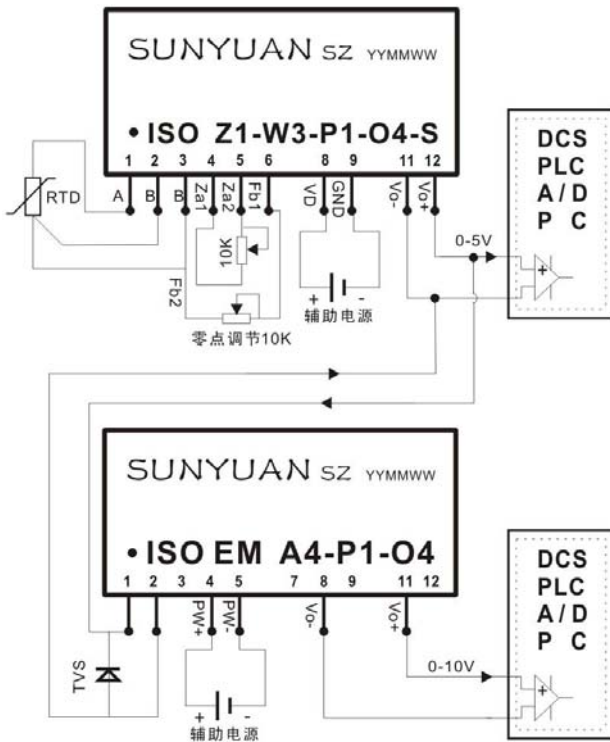 SUNYUAN SZ YYMMWW
• ISO Z1-W3-P1-O4-S
1 2 3 4 5 6 8 9 11 12
A B B Za1 Za2 Fb1 VD GND Vo- Vo+
RTD
10K
Fb2
+ -
辅助电源
零点调节10K
0-5V
DCS
PLC
A/D
P C
+
SUNYUAN SZ YYMMWW
• ISO EM A4-P1-O4
1 2 3 4 5 7 8 9 11 12
PW+ PW- Vo- Vo+
TVS
+ -
辅助电源
0-10V
DCS
PLC
A/D
P C
+